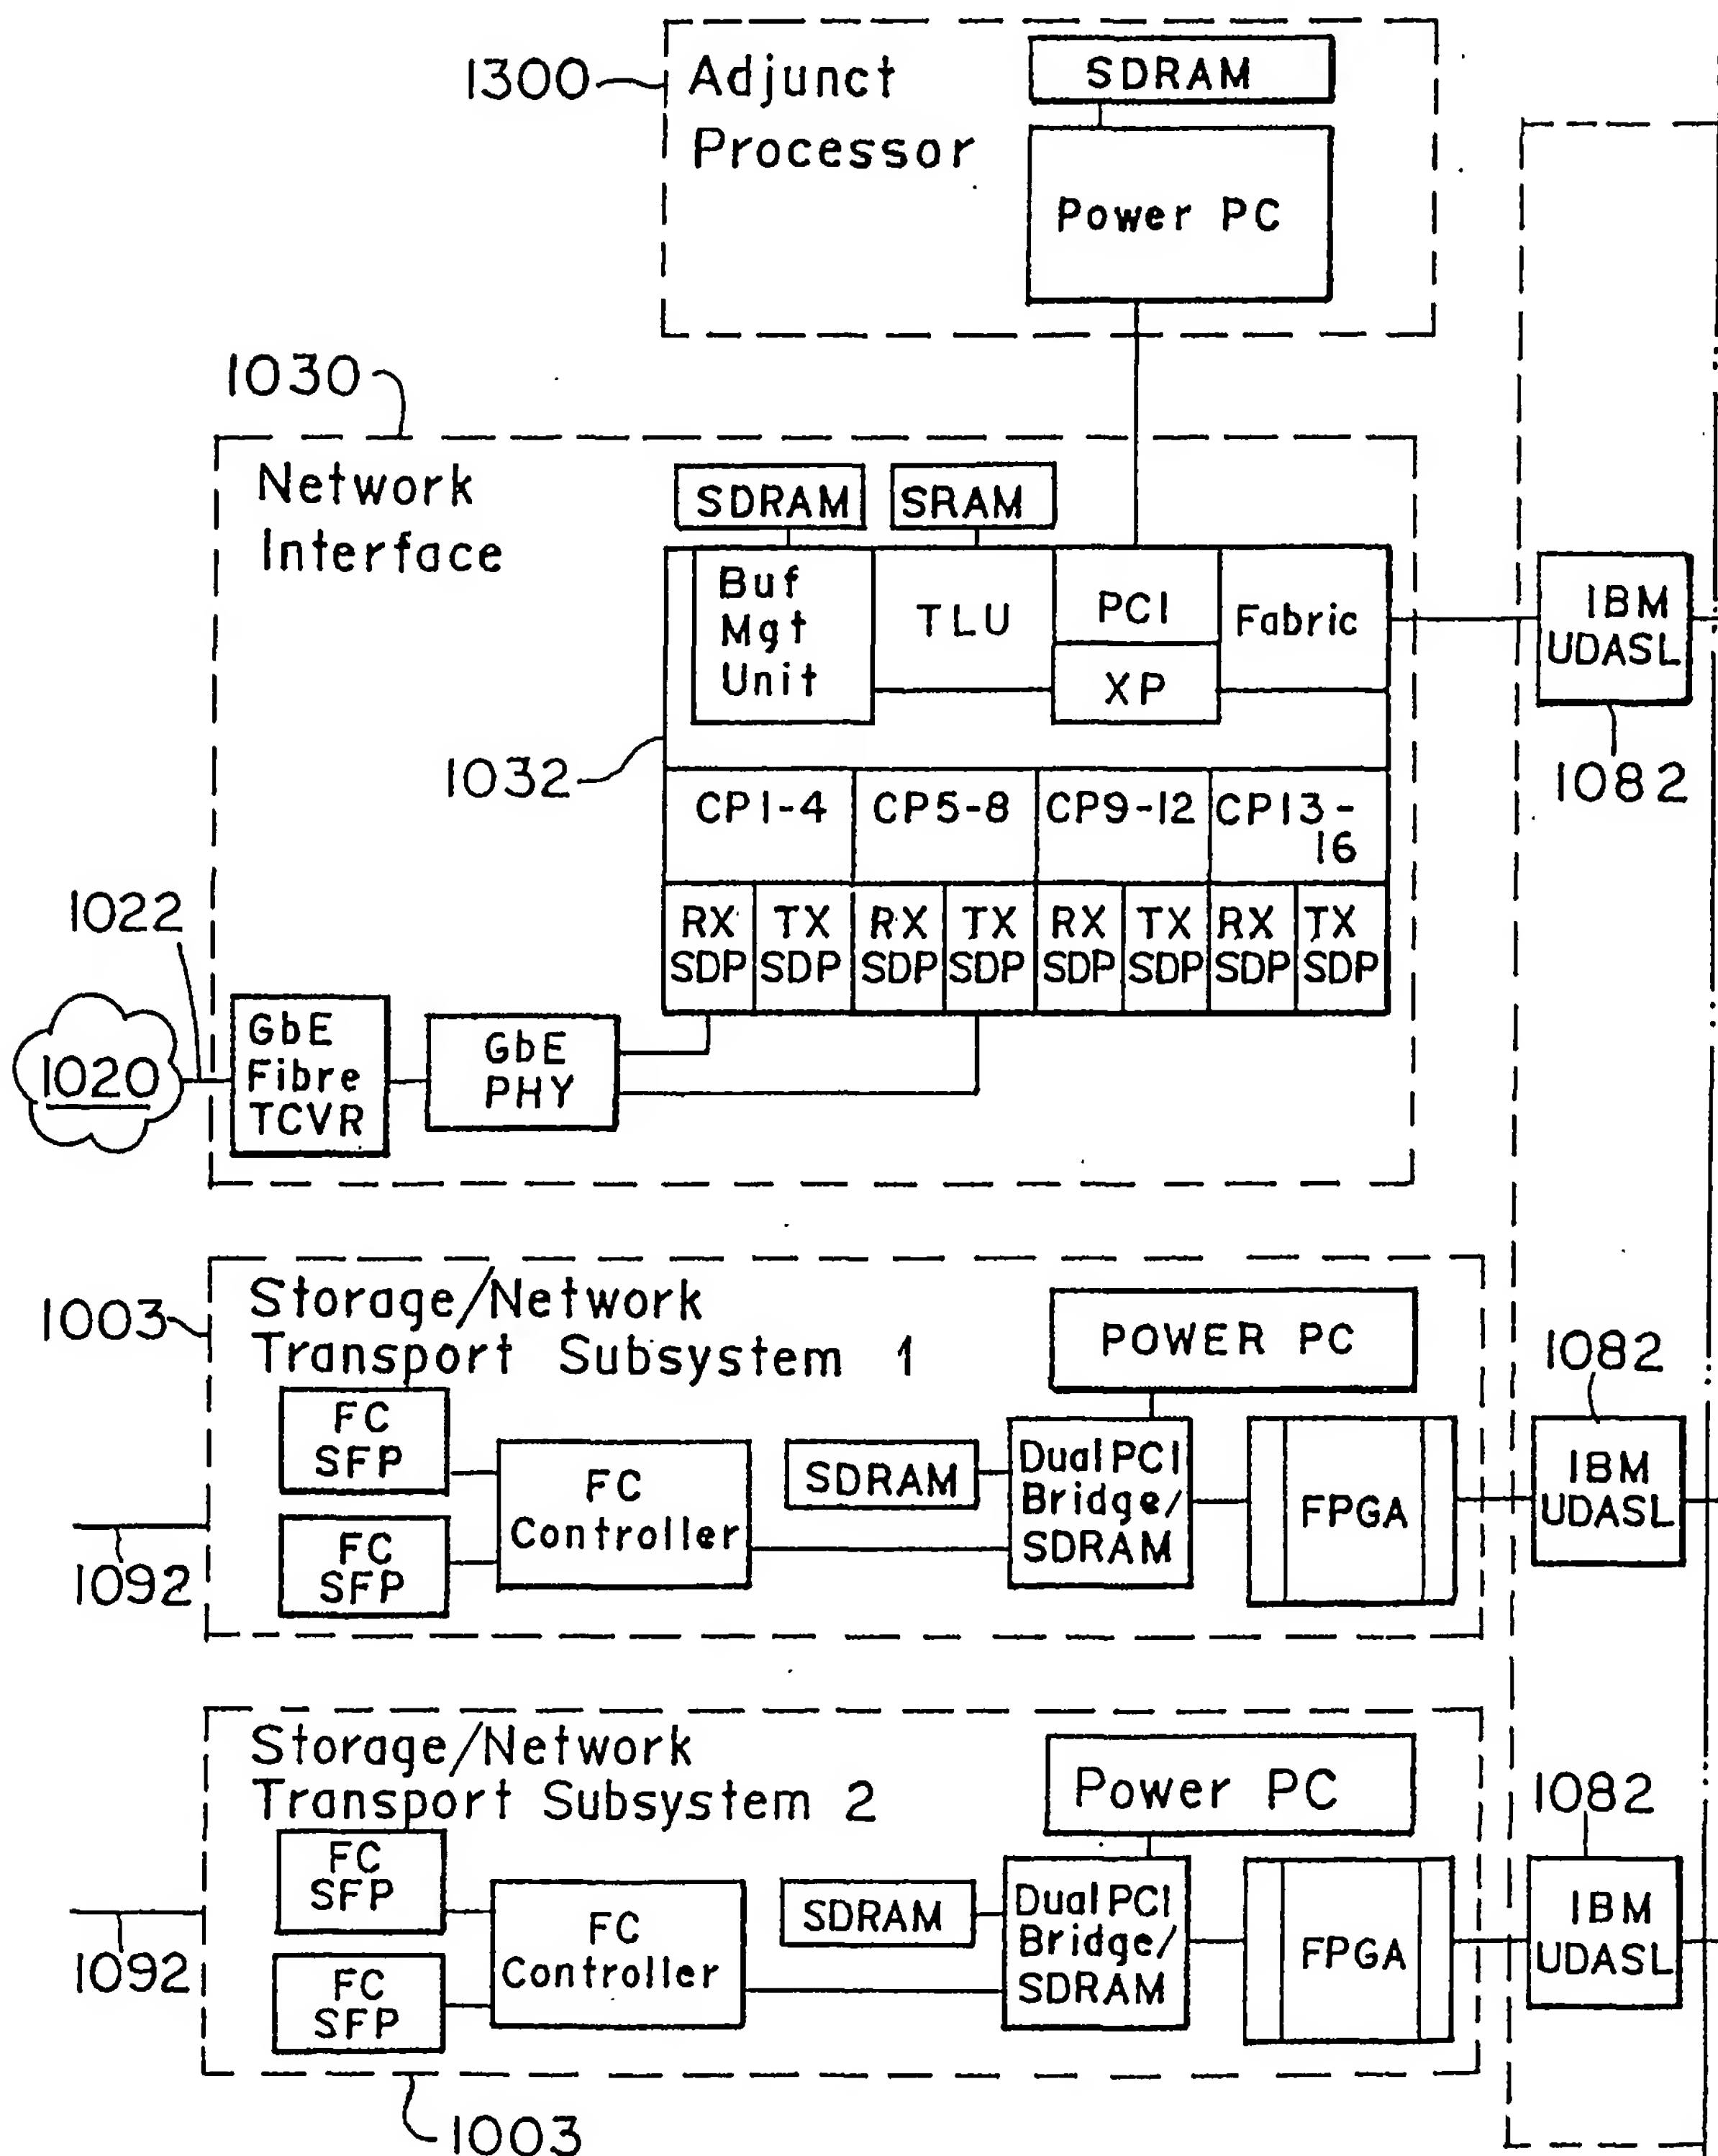 1300
Adjunct
Processor
SDRAM
Power PC
1030
Network
Interface
SDRAM
SRAM
Buf
Mgt
Unit
TLU
PCI
XP
Fabric
IBM
UDASL
1082
1032
CP1-4
CP5-8
CP9-12
CP13-
16
RX
SDP
TX
SDP
RX
SDP
TX
SDP
RX
SDP
TX
SDP
RX
SDP
TX
SDP
1022
1020
GbE
Fibre
TCVR
GbE
PHY
1003
Storage/Network
Transport Subsystem 1
POWER PC
1082
FC
SFP
FC
SFP
FC
Controller
SDRAM
Dual PCI
Bridge/
SDRAM
FPGA
IBM
UDASL
1092
Storage/Network
Transport Subsystem 2
Power PC
1082
FC
SFP
FC
SFP
FC
Controller
SDRAM
Dual PCI
Bridge/
SDRAM
FPGA
IBM
UDASL
1092
1003